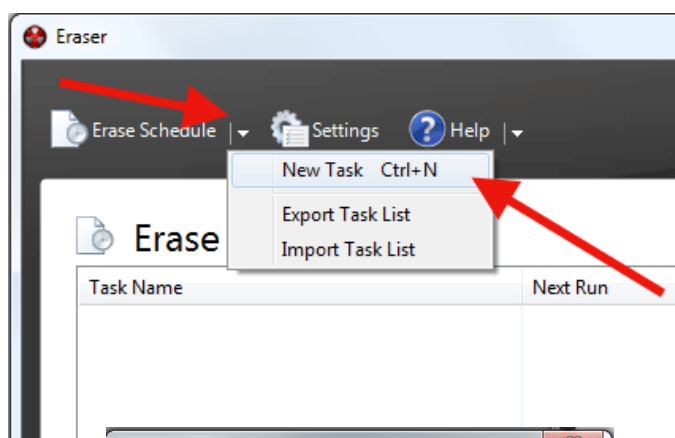 Eraser
Erase Schedule Settings Help
New Task Ctrl+N
Export Task List
Import Task List
Erase
Task Name Next Run